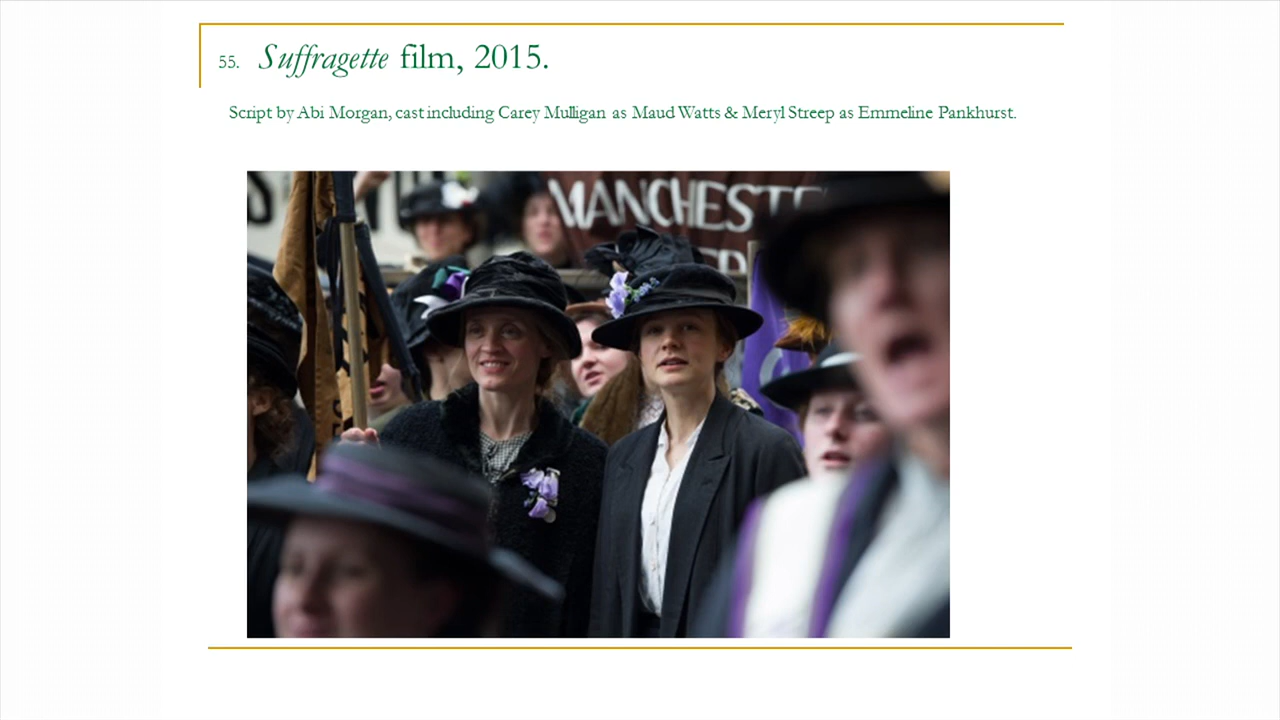 55. Suffragette film, 2015.
Script by Abi Morgan, cast including Carey Mulligan as Maud Watts & Meryl Streep as Emmeline Pankhurst.
MANCHESTE